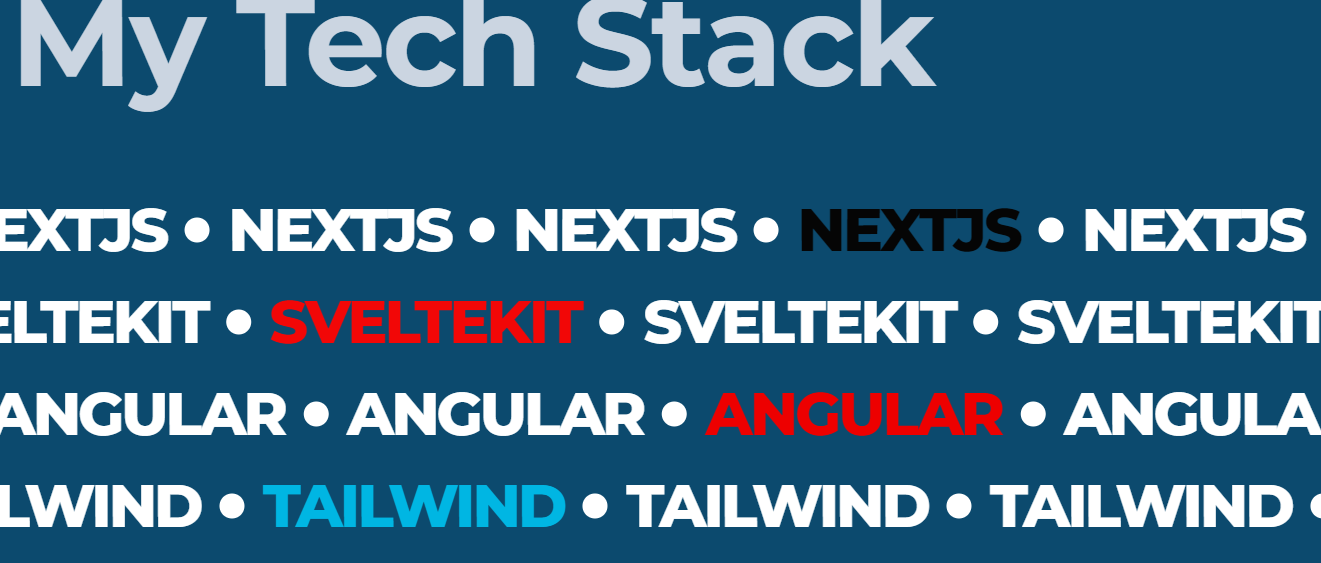 My Tech Stack
EXTJS • NEXTJS • NEXTJS • NEXTJS • NEXTJS
ELTEKIT • SVELTEKIT • SVELTEKIT • SVELTEKIT
ANGULAR • ANGULAR • ANGULAR • ANGULA
LWIND • TAILWIND • TAILWIND • TAILWIND •